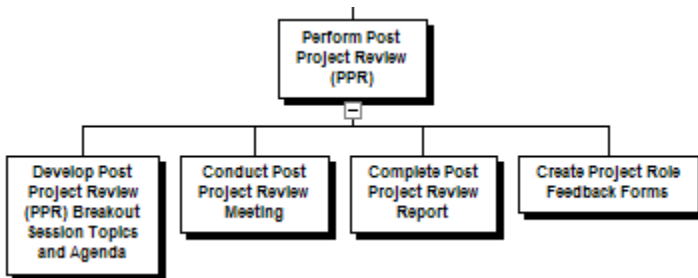 Perform Post
Project Review
(PPR)
Develop Post
Project Review
(PPR) Breakout
Session Topics
and Agenda
Conduct Post
Project Review
Meeting
Complete Post
Project Review
Report
Create Project Role
Feedback Forms